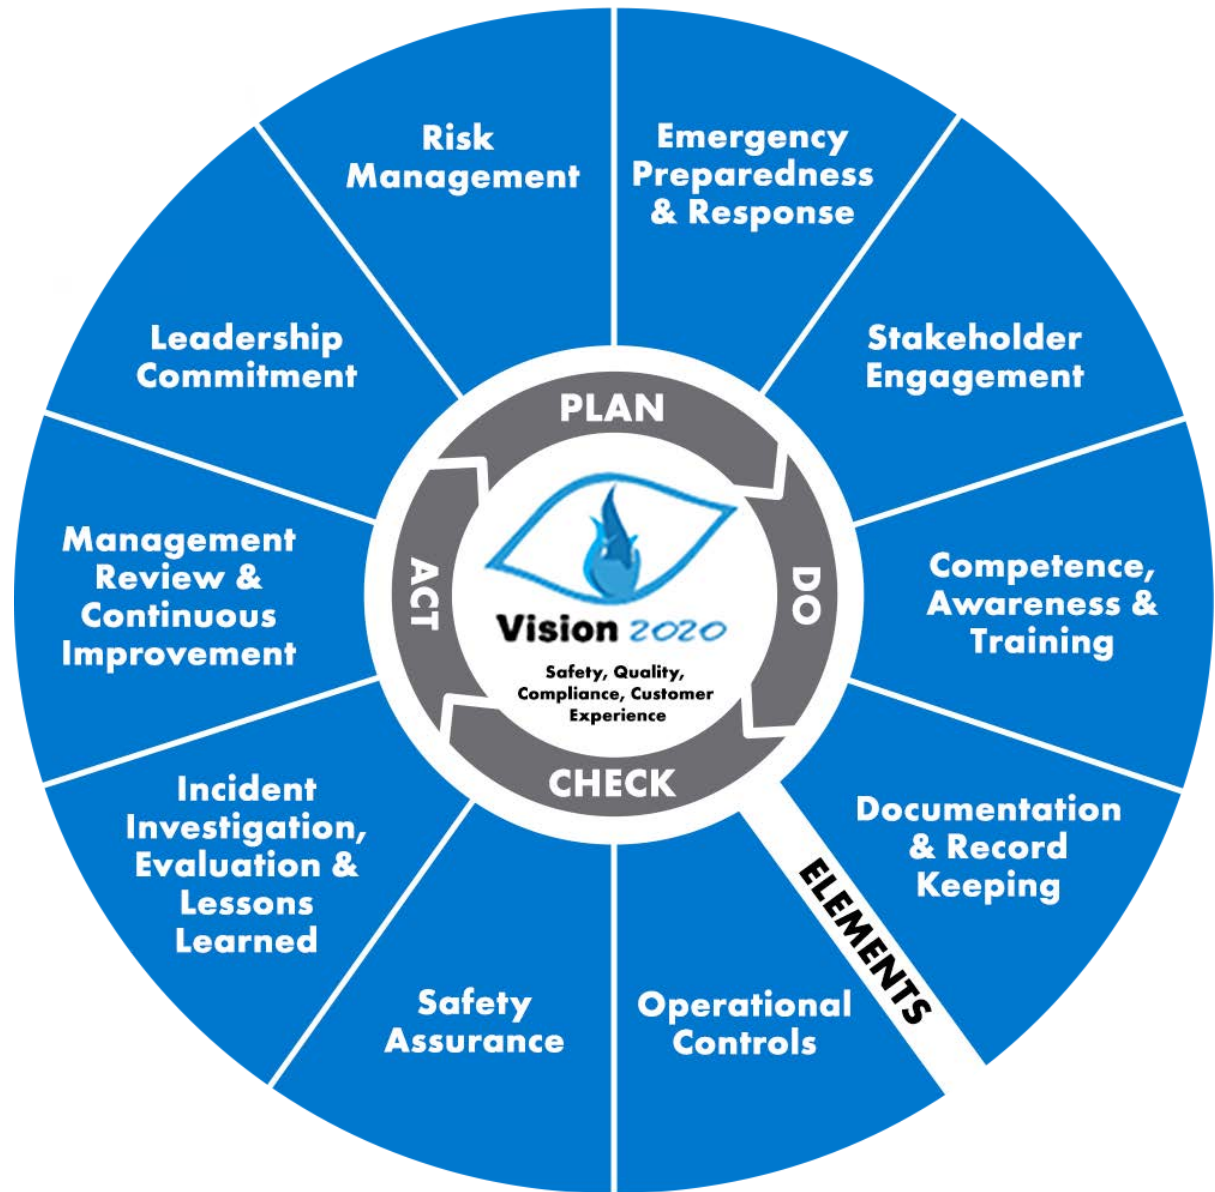 Risk
Management
Emergency
Preparedness
& Response
Stakeholder
Engagement
Competence,
Awareness &
Training
Documentation
& Record
Keeping
ELEMENTS
Operational
Controls
Safety
Assurance
Incident
Investigation,
Evaluation &
Lessons
Learned
Management
Review &
Continuous
Improvement
Leadership
Commitment
PLAN
DO
CHECK
ACT
Vision 2020
Safety, Quality,
Compliance, Customer
Experience